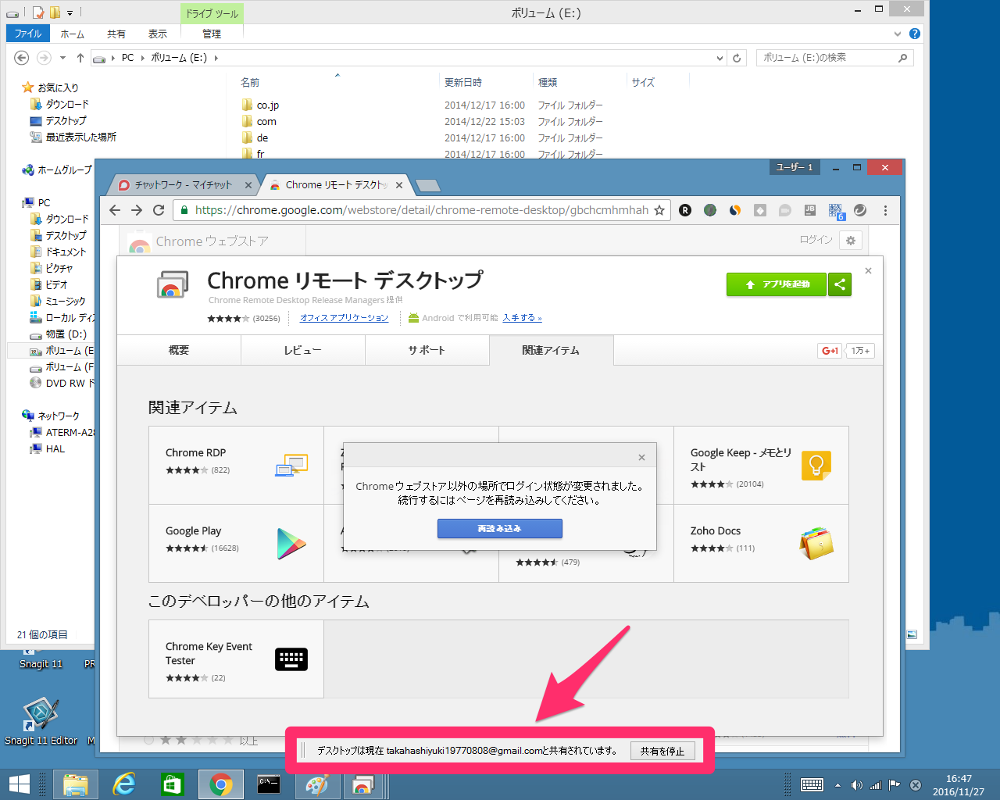 ドライブ ツール
ボリューム (E:)
ファイル
ホーム
共有
表示
管理
PC
ボリューム (E:)
ボリューム (E:)の検索
名前
更新日時
種類
サイズ
お気に入り
ダウンロード
デスクトップ
最近表示した場所
co.jp
2014/12/17 16:00
ファイル フォルダー
com
2014/12/22 15:03
ファイル フォルダー
de
2014/12/17 16:00
ファイル フォルダー
fr
2014/12/17 16:00
ファイル フォルダー
ホームグループ
PC
ダウンロード
デスクトップ
ドキュメント
ピクチャ
ビデオ
ミュージック
ローカル ディ
物置 (D:)
ボリューム (E
ボリューム (F
DVD RW ド
ネットワーク
ATERM-A28
HAL
21 個の項目
ユーザー 1
チャットワーク - マイチャット
Chrome リモート デスクト
https://chrome.google.com/webstore/detail/chrome-remote-desktop/gbchcmhmhah
R
JB
6
Chrome ウェブストア
ログイン
Chrome リモート デスクトップ
Chrome Remote Desktop Release Managers 提供
(30256)
オフィス アプリケーション
Android で利用可能
入手する »
アプリを起動
概要
レビュー
サポート
関連アイテム
G+1
1万+
関連アイテム
Chrome RDP
(822)
Google Keep - メモとリスト
(20104)
Google Play
(16628)
(479)
Zoho Docs
(111)
Chromeウェブストア以外の場所でログイン状態が変更されました。
続行するにはページを再読み込みしてください。
再読み込み
このデベロッパーの他のアイテム
Chrome Key Event
Tester
(22)
以上
デスクトップは現在 takahashiyuki19770808@gmail.comと共有されています。
共有を停止
Snagit 11
PR
Snagit 11 Editor
M
C:\_
16:47
2016/11/27